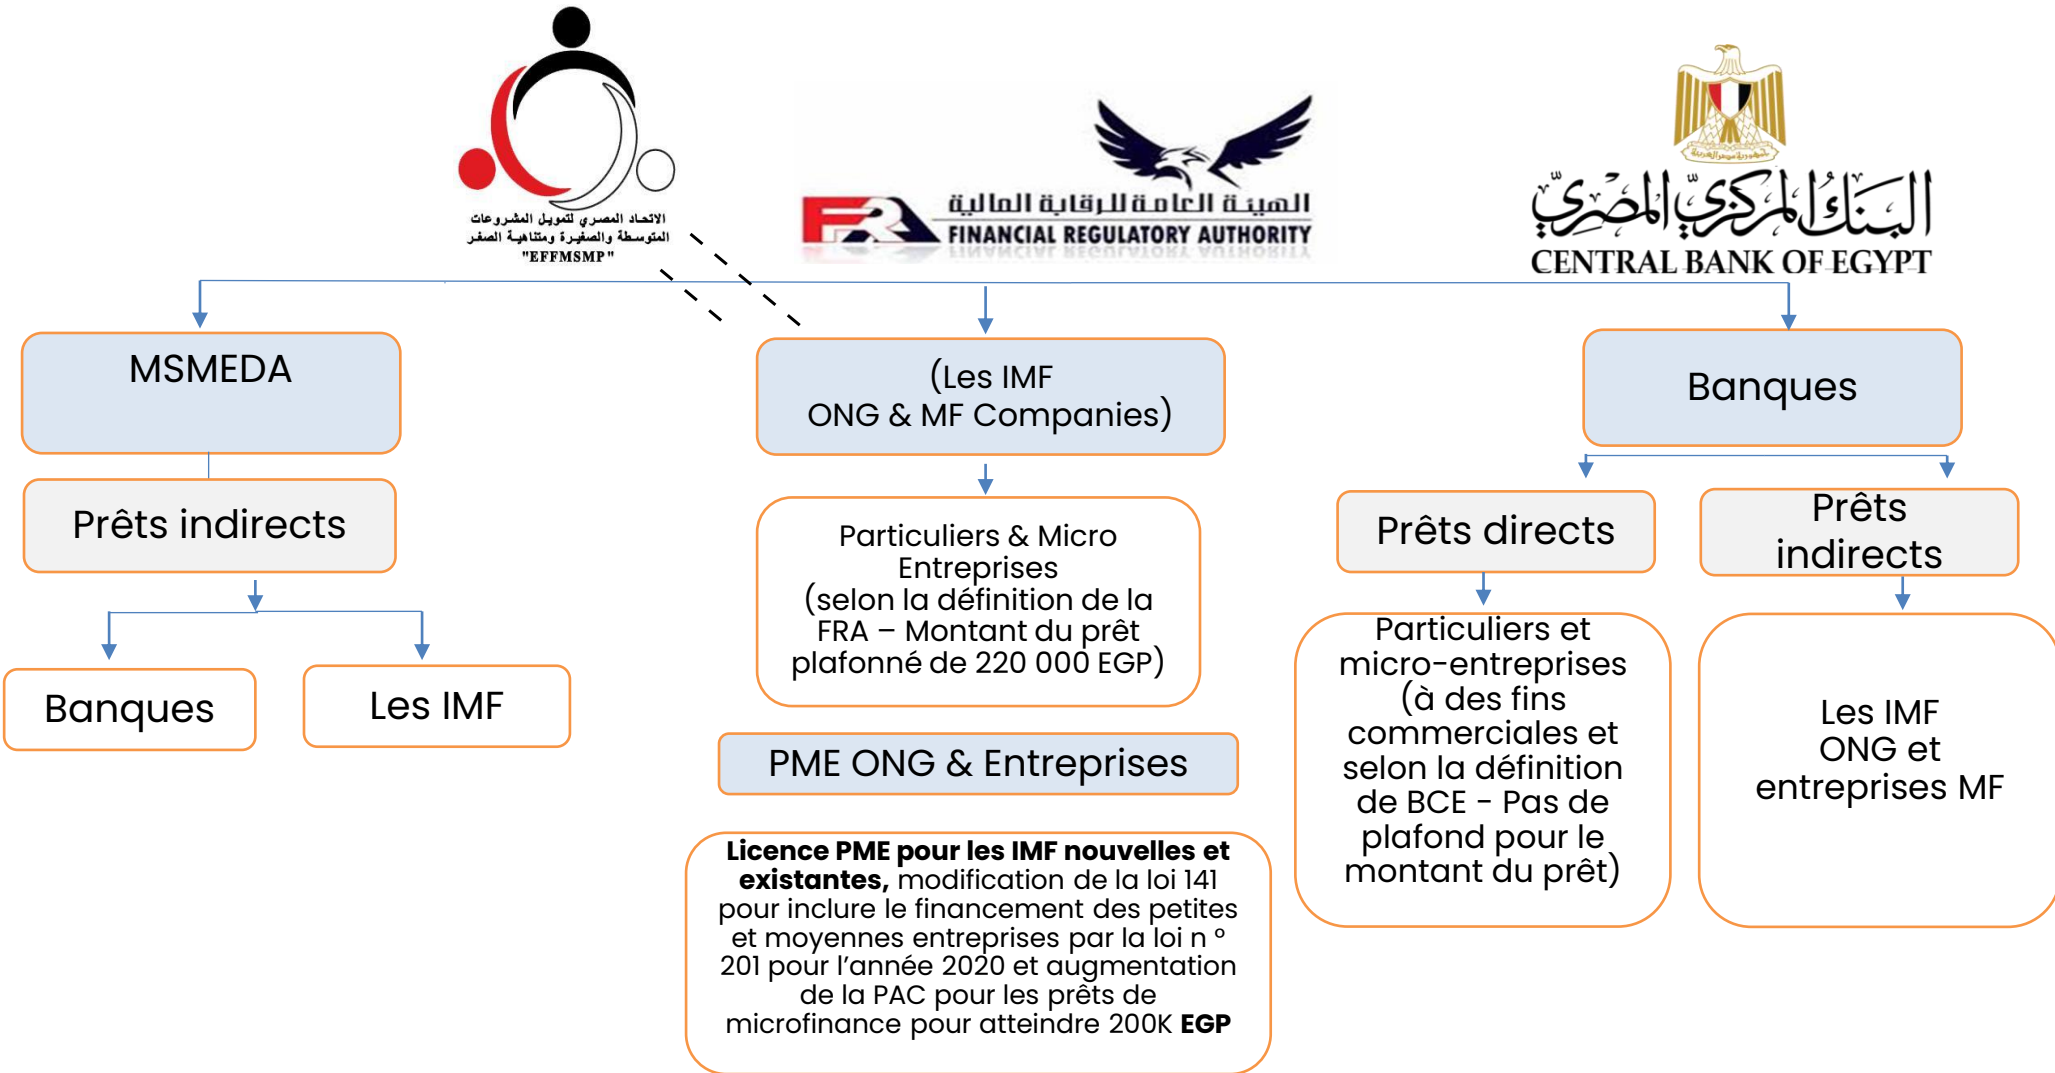 الاتحاد المصري لتمويل المشروعات
المتوسطة والصغيرة ومتناهية الصغر
"EFFMSMP"
الهيئة العامة للرقابة المالية
FRA
FINANCIAL REGULATORY AUTHORITY
جمهورية مصر العربية
البنك المركزي المصري
CENTRAL BANK OF EGYPT
MSMEDA
(Les IMF
ONG & MF Companies)
Banques
Prêts indirects
Particuliers & Micro
Entreprises
(selon la définition de la
FRA – Montant du prêt
plafonné de 220 000 EGP)
Prêts directs
Prêts
indirects
Banques
Les IMF
Particuliers et
micro-entreprises
(à des fins
commerciales et
selon la définition
de BCE - Pas de
plafond pour le
montant du prêt)
Les IMF
ONG et
entreprises MF
PME ONG & Entreprises
Licence PME pour les IMF nouvelles et
existantes, modification de la loi 141
pour inclure le financement des petites
et moyennes entreprises par la loi n °
201 pour l’année 2020 et augmentation
de la PAC pour les prêts de
microfinance pour atteindre 200K EGP